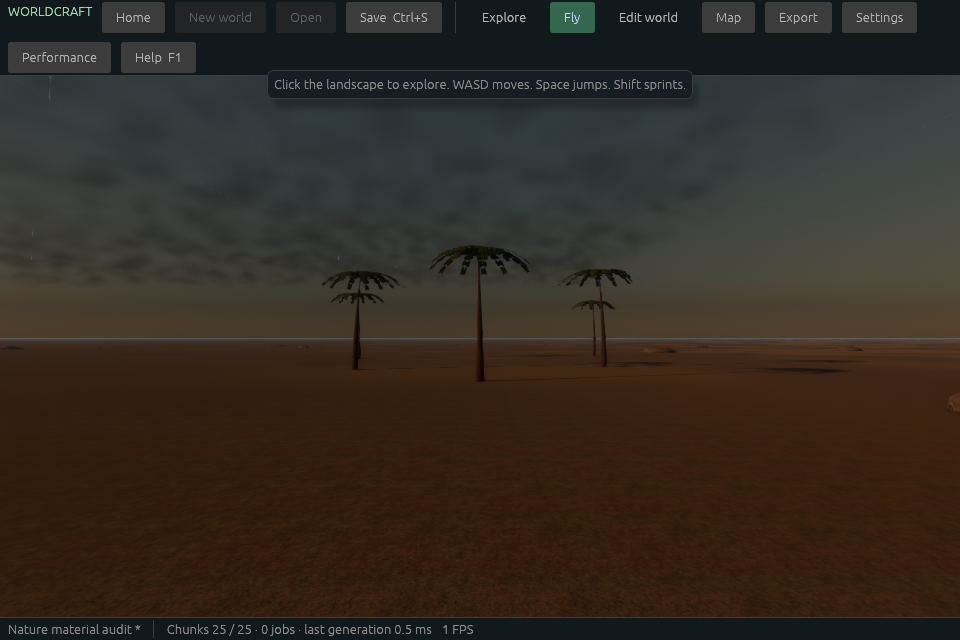 WORLDCRAFT Home New world Open Save Ctrl+S Explore Fly Edit world Map Export Settings
Performance Help F1
Click the landscape to explore. WASD moves. Space jumps. Shift sprints.
Nature material audit * Chunks 25 / 25 · 0 jobs · last generation 0.5 ms 1 FPS